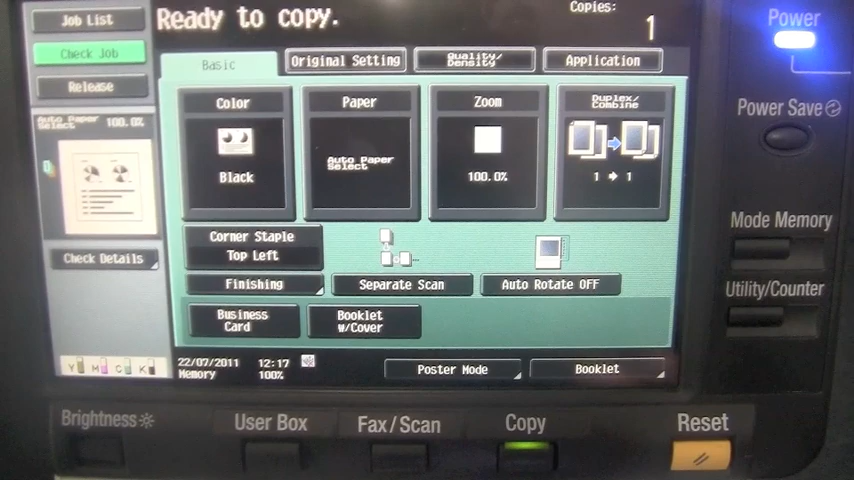 Job List
Ready to copy.
Copies:
1
Power
Check Job
Basic
Original Setting
Quality/
Density
Application
Release
Color
Paper
Zoom
Duplex/
Combine
Power Save
Auto Paper
Select
100.0%
1
Auto Paper
Select
Black
100.0%
1 → 1
Mode Memory
Corner Staple
Top Left
Check Details
Finishing
Separate Scan
Auto Rotate OFF
Utility/Counter
Business
Card
Booklet
w/Cover
Y M C K
22/07/2011
12:17
Memory
100%
Poster Mode
Booklet
Brightness
User Box
Fax/Scan
Copy
Reset